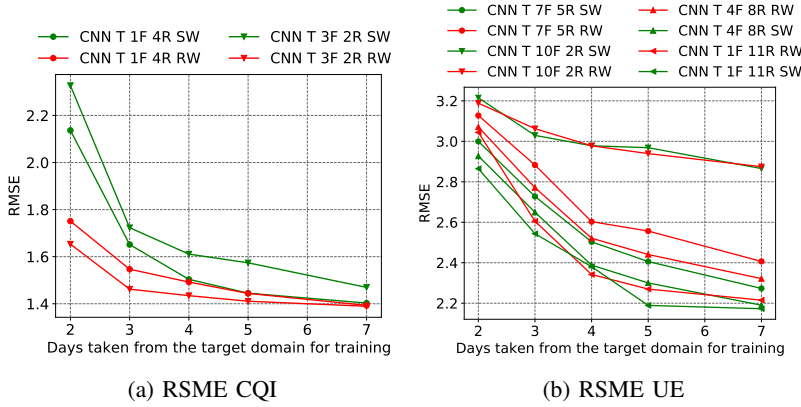 CNN T 1F 4R SW
CNN T 3F 2R SW
CNN T 1F 4R RW
CNN T 3F 2R RW
2.2
2.0
1.8
1.6
1.4
RMSE
2 3 4 5 6 7
Days taken from the target domain for training
(a) RSME CQI
CNN T 7F 5R SW
CNN T 4F 8R RW
CNN T 7F 5R RW
CNN T 4F 8R SW
CNN T 10F 2R SW
CNN T 1F 11R RW
CNN T 10F 2R RW
CNN T 1F 11R SW
3.2
3.0
2.8
2.6
2.4
2.2
RMSE
2 3 4 5 6 7
Days taken from the target domain for training
(b) RSME UE